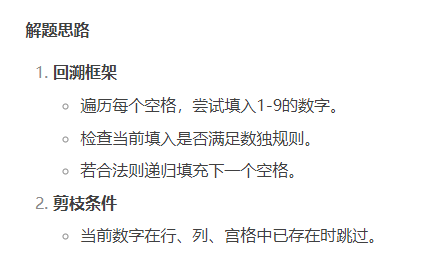 解题思路
1. 回溯框架
◦ 遍历每个空格，尝试填入1-9的数字。
◦ 检查当前填入是否满足数独规则。
◦ 若合法则递归填充下一个空格。
2. 剪枝条件
◦ 当前数字在行、列、宫格中已存在时跳过。